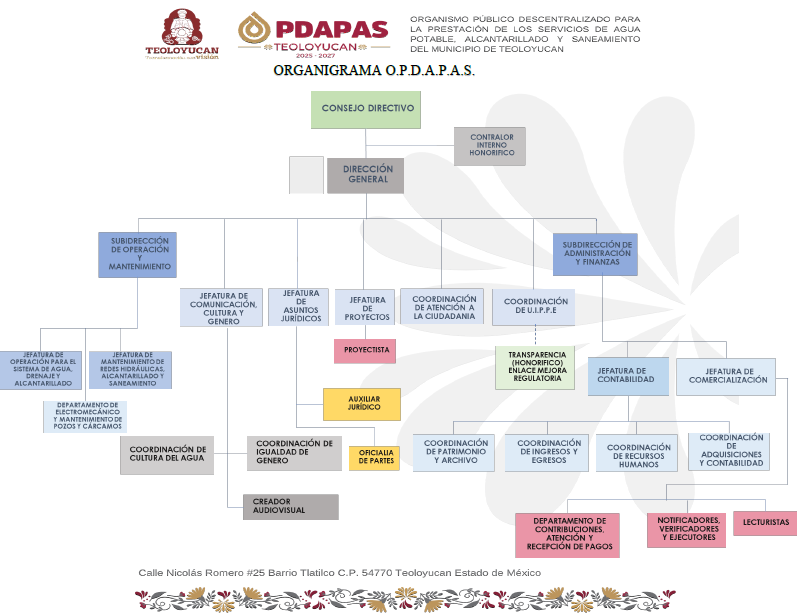 TEOLOYUCAN
PDAPAS
TEOLOYUCAN
2025 - 2027
ORGANISMO PÚBLICO DESCENTRALIZADO PARA
LA PRESTACIÓN DE LOS SERVICIOS DE AGUA
POTABLE, ALCANTARILLADO Y SANEAMIENTO
DEL MUNICIPIO DE TEOLOYUCAN
ORGANIGRAMA O.P.D.A.P.A.S.
CONSEJO DIRECTIVO
CONTRALOR
INTERNO
HONORIFICO
DIRECCIÓN
GENERAL
SUBDIRECCIÓN
DE OPERACIÓN
Y
MANTENIMIENTO
SUBDIRECCIÓN DE
ADMINISTRACIÓN
Y FINANZAS
JEFATURA DE
COMUNICACIÓN,
CULTURA Y
GENERO
JEFATURA
DE
ASUNTOS
JURÍDICOS
JEFATURA
DE
PROYECTOS
COORDINACIÓN
DE ATENCIÓN A
LA CIUDADANIA
COORDINACIÓN
DE U.I.P.P.E
PROYECTISTA
TRANSPARENCIA
(HONORIFICO)
ENLACE MEJORA
REGULATORIA
JEFATURA DE
OPERACIÓN PARA EL
SISTEMA DE AGUA,
DRENAJE Y
ALCANTARILLADO
JEFATURA DE
MANTENIMIENTO DE
REDES HIDRÁULICAS,
ALCANTARILLADO Y
SANEAMIENTO
JEFATURA DE
CONTABILIDAD
JEFATURA DE
COMERCIALIZACIÓN
DEPARTAMENTO DE
ELECTROMECÁNICO
Y MANTENIMIENTO DE
POZOS Y CÁRCAMOS
AUXILIAR
JURÍDICO
COORDINACIÓN DE
CULTURA DEL AGUA
COORDINACIÓN DE
IGUALDAD DE
GENERO
OFICIALIA
DE PARTES
COORDINACIÓN
DE PATRIMONIO
Y ARCHIVO
COORDINACIÓN
DE INGRESOS Y
EGRESOS
COORDINACIÓN
DE RECURSOS
HUMANOS
COORDINACIÓN
DE
ADQUISICIONES
Y CONTABILIDAD
CREADOR
AUDIOVISUAL
DEPARTAMENTO DE
CONTRIBUCIONES.
ATENCIÓN Y
RECEPCIÓN DE PAGOS
NOTIFICADORES,
VERIFICADORES
Y EJECUTORES
LECTURISTAS
Calle Nicolás Romero #25 Barrio Tlatilco C.P. 54770 Teoloyucan Estado de México